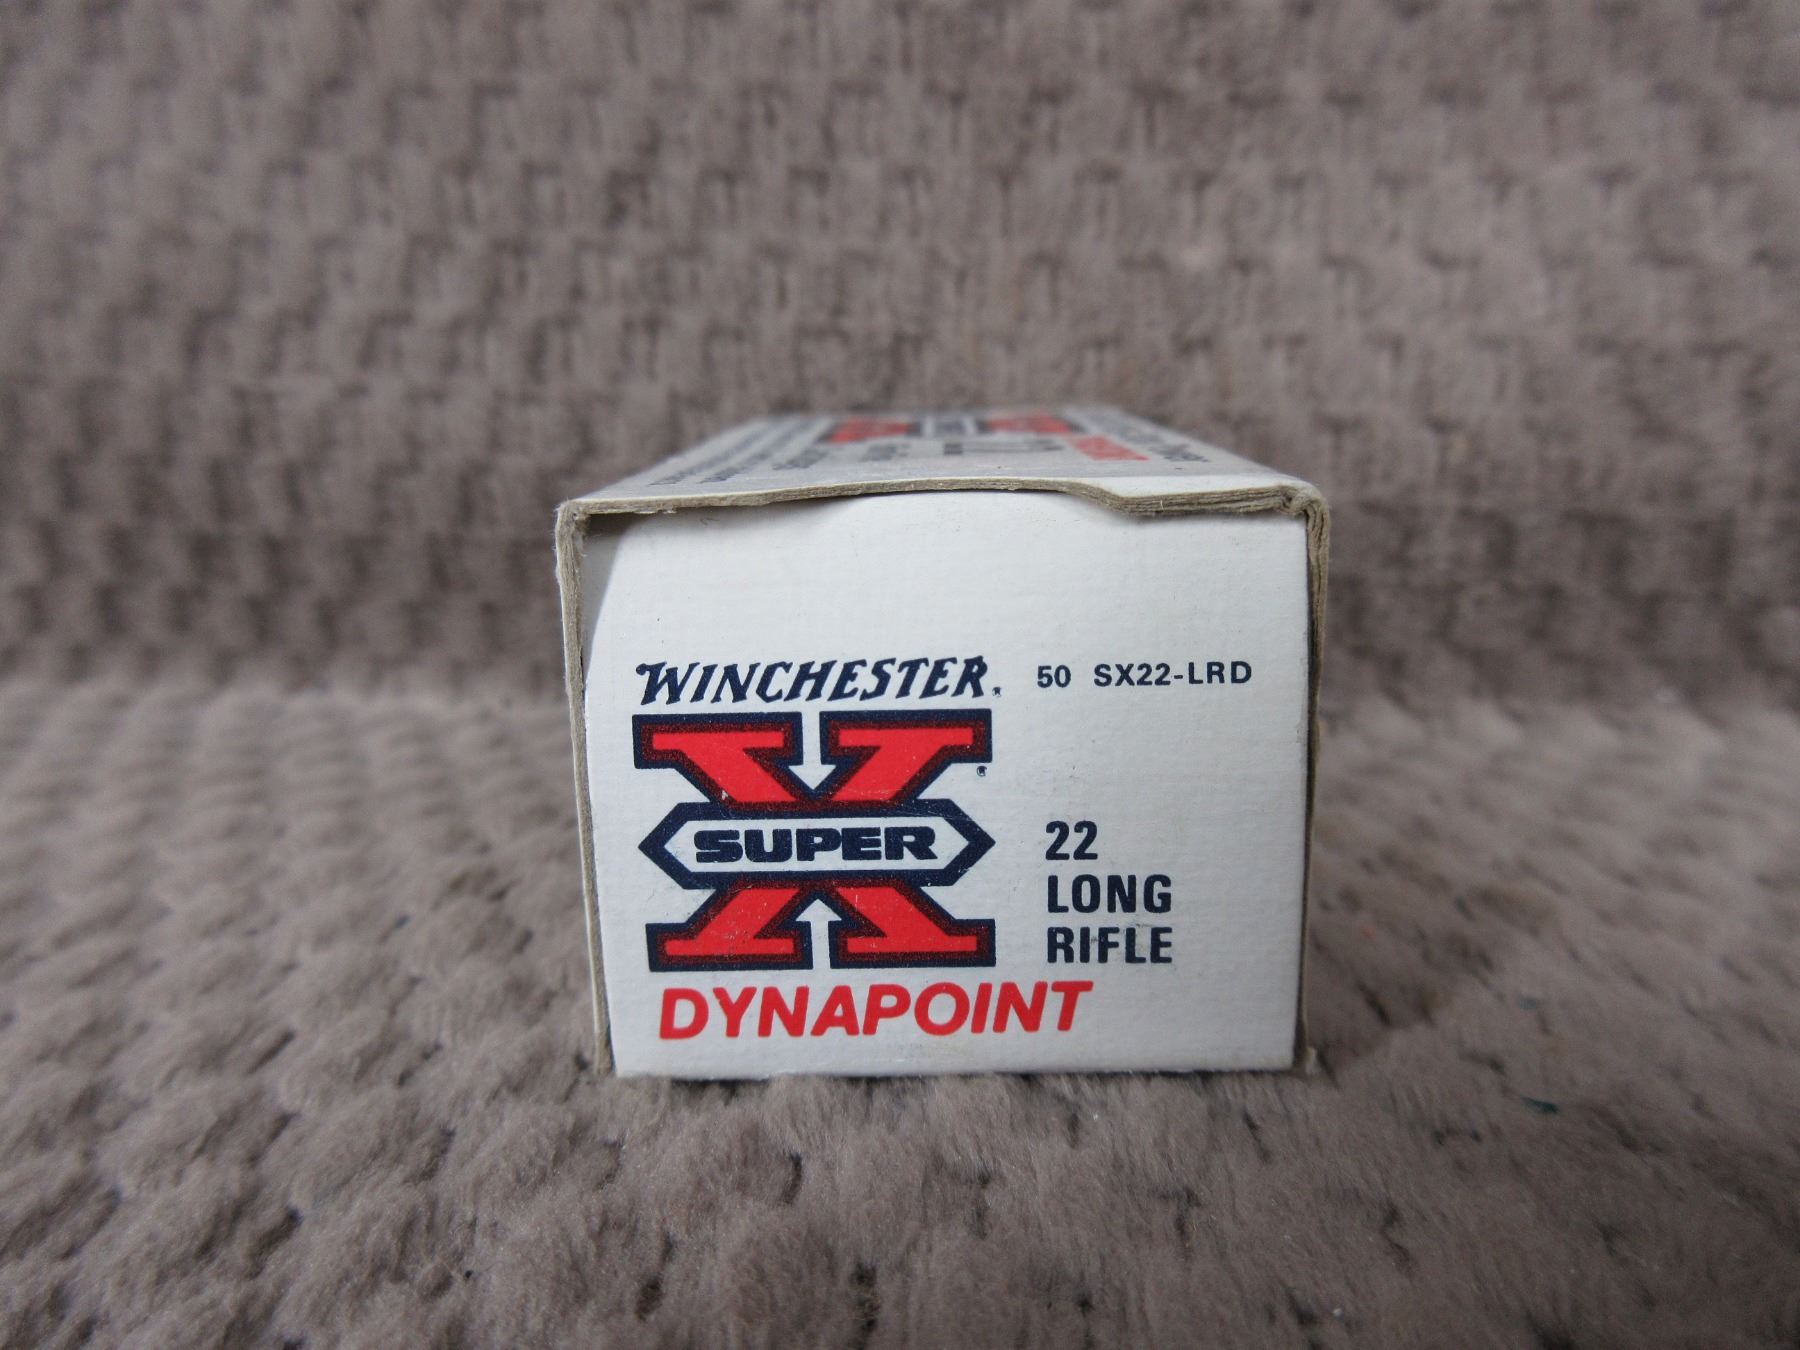 WINCHESTER® 50 SX22-LRD
SUPER X®
22
LONG
RIFLE
DYNAPOINT